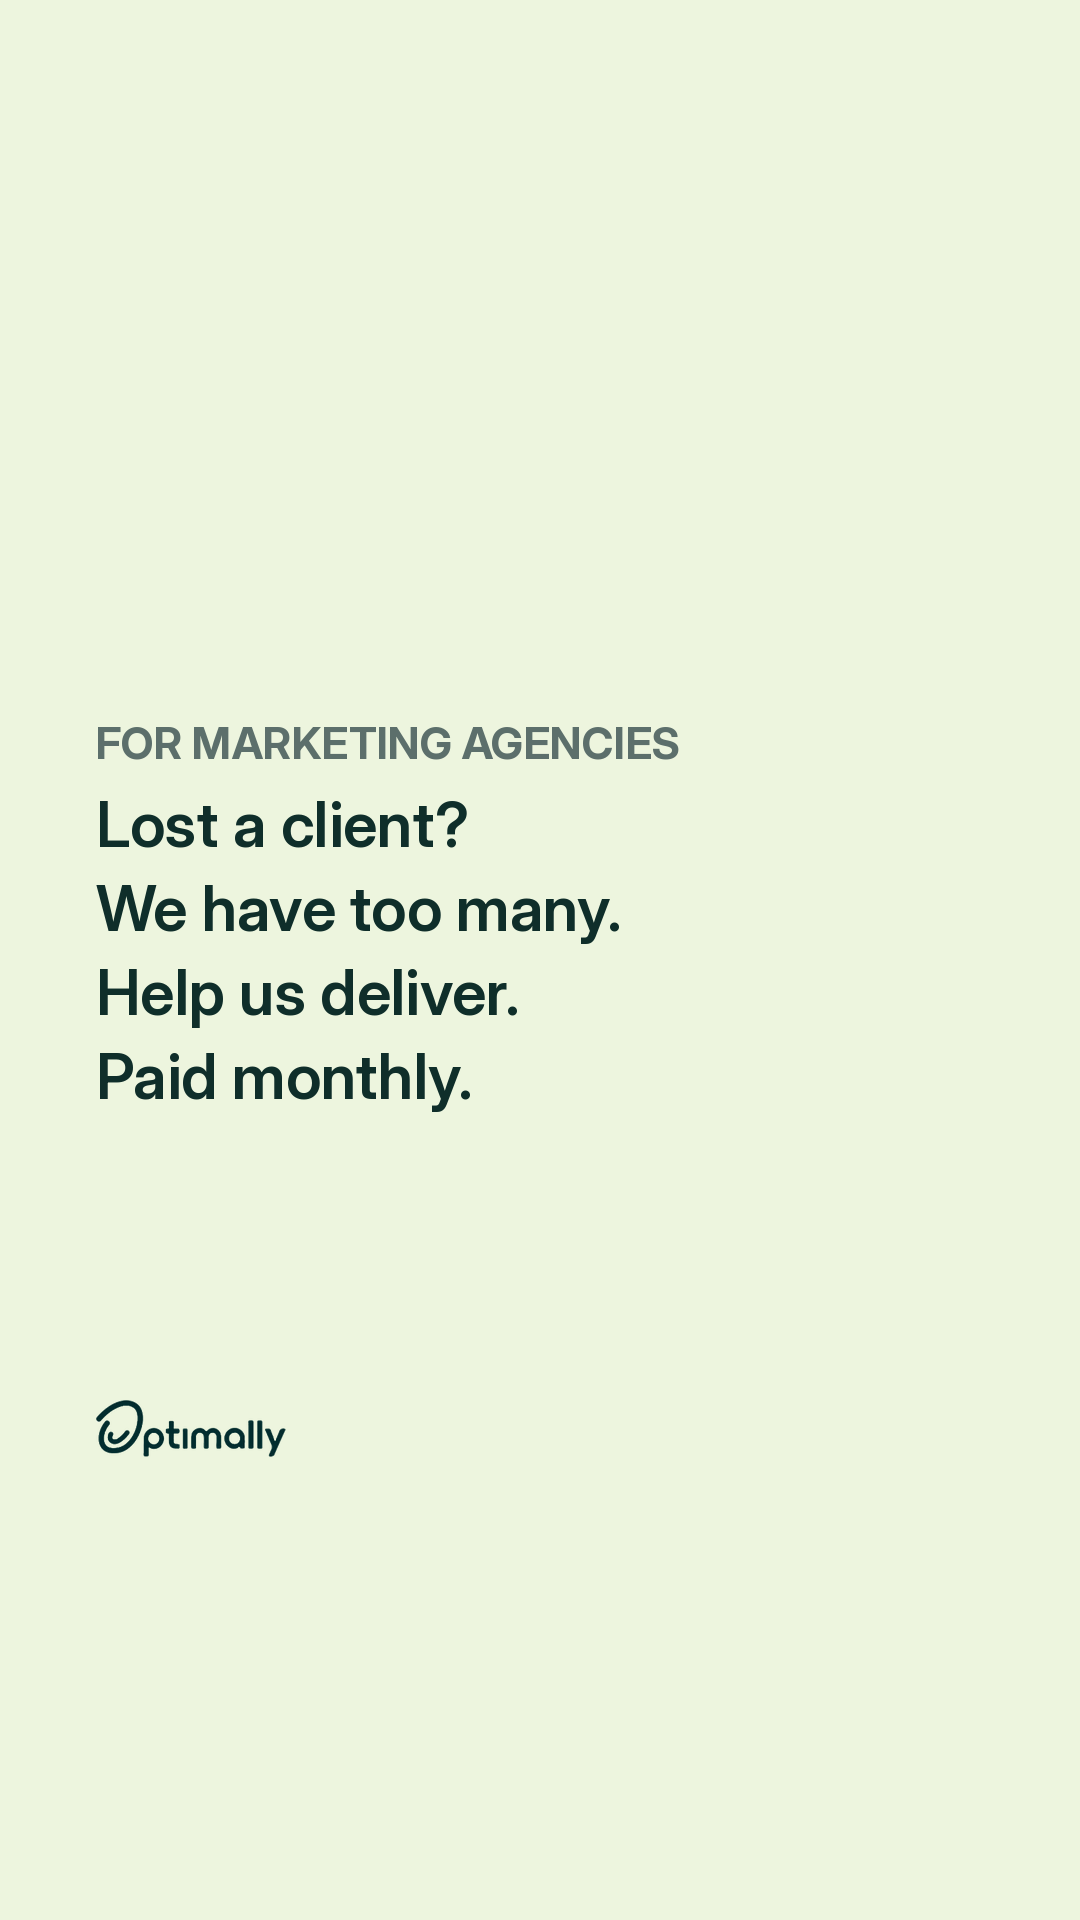 FOR MARKETING AGENCIES
Lost a client?
We have too many.
Help us deliver.
Paid monthly.
Optimally